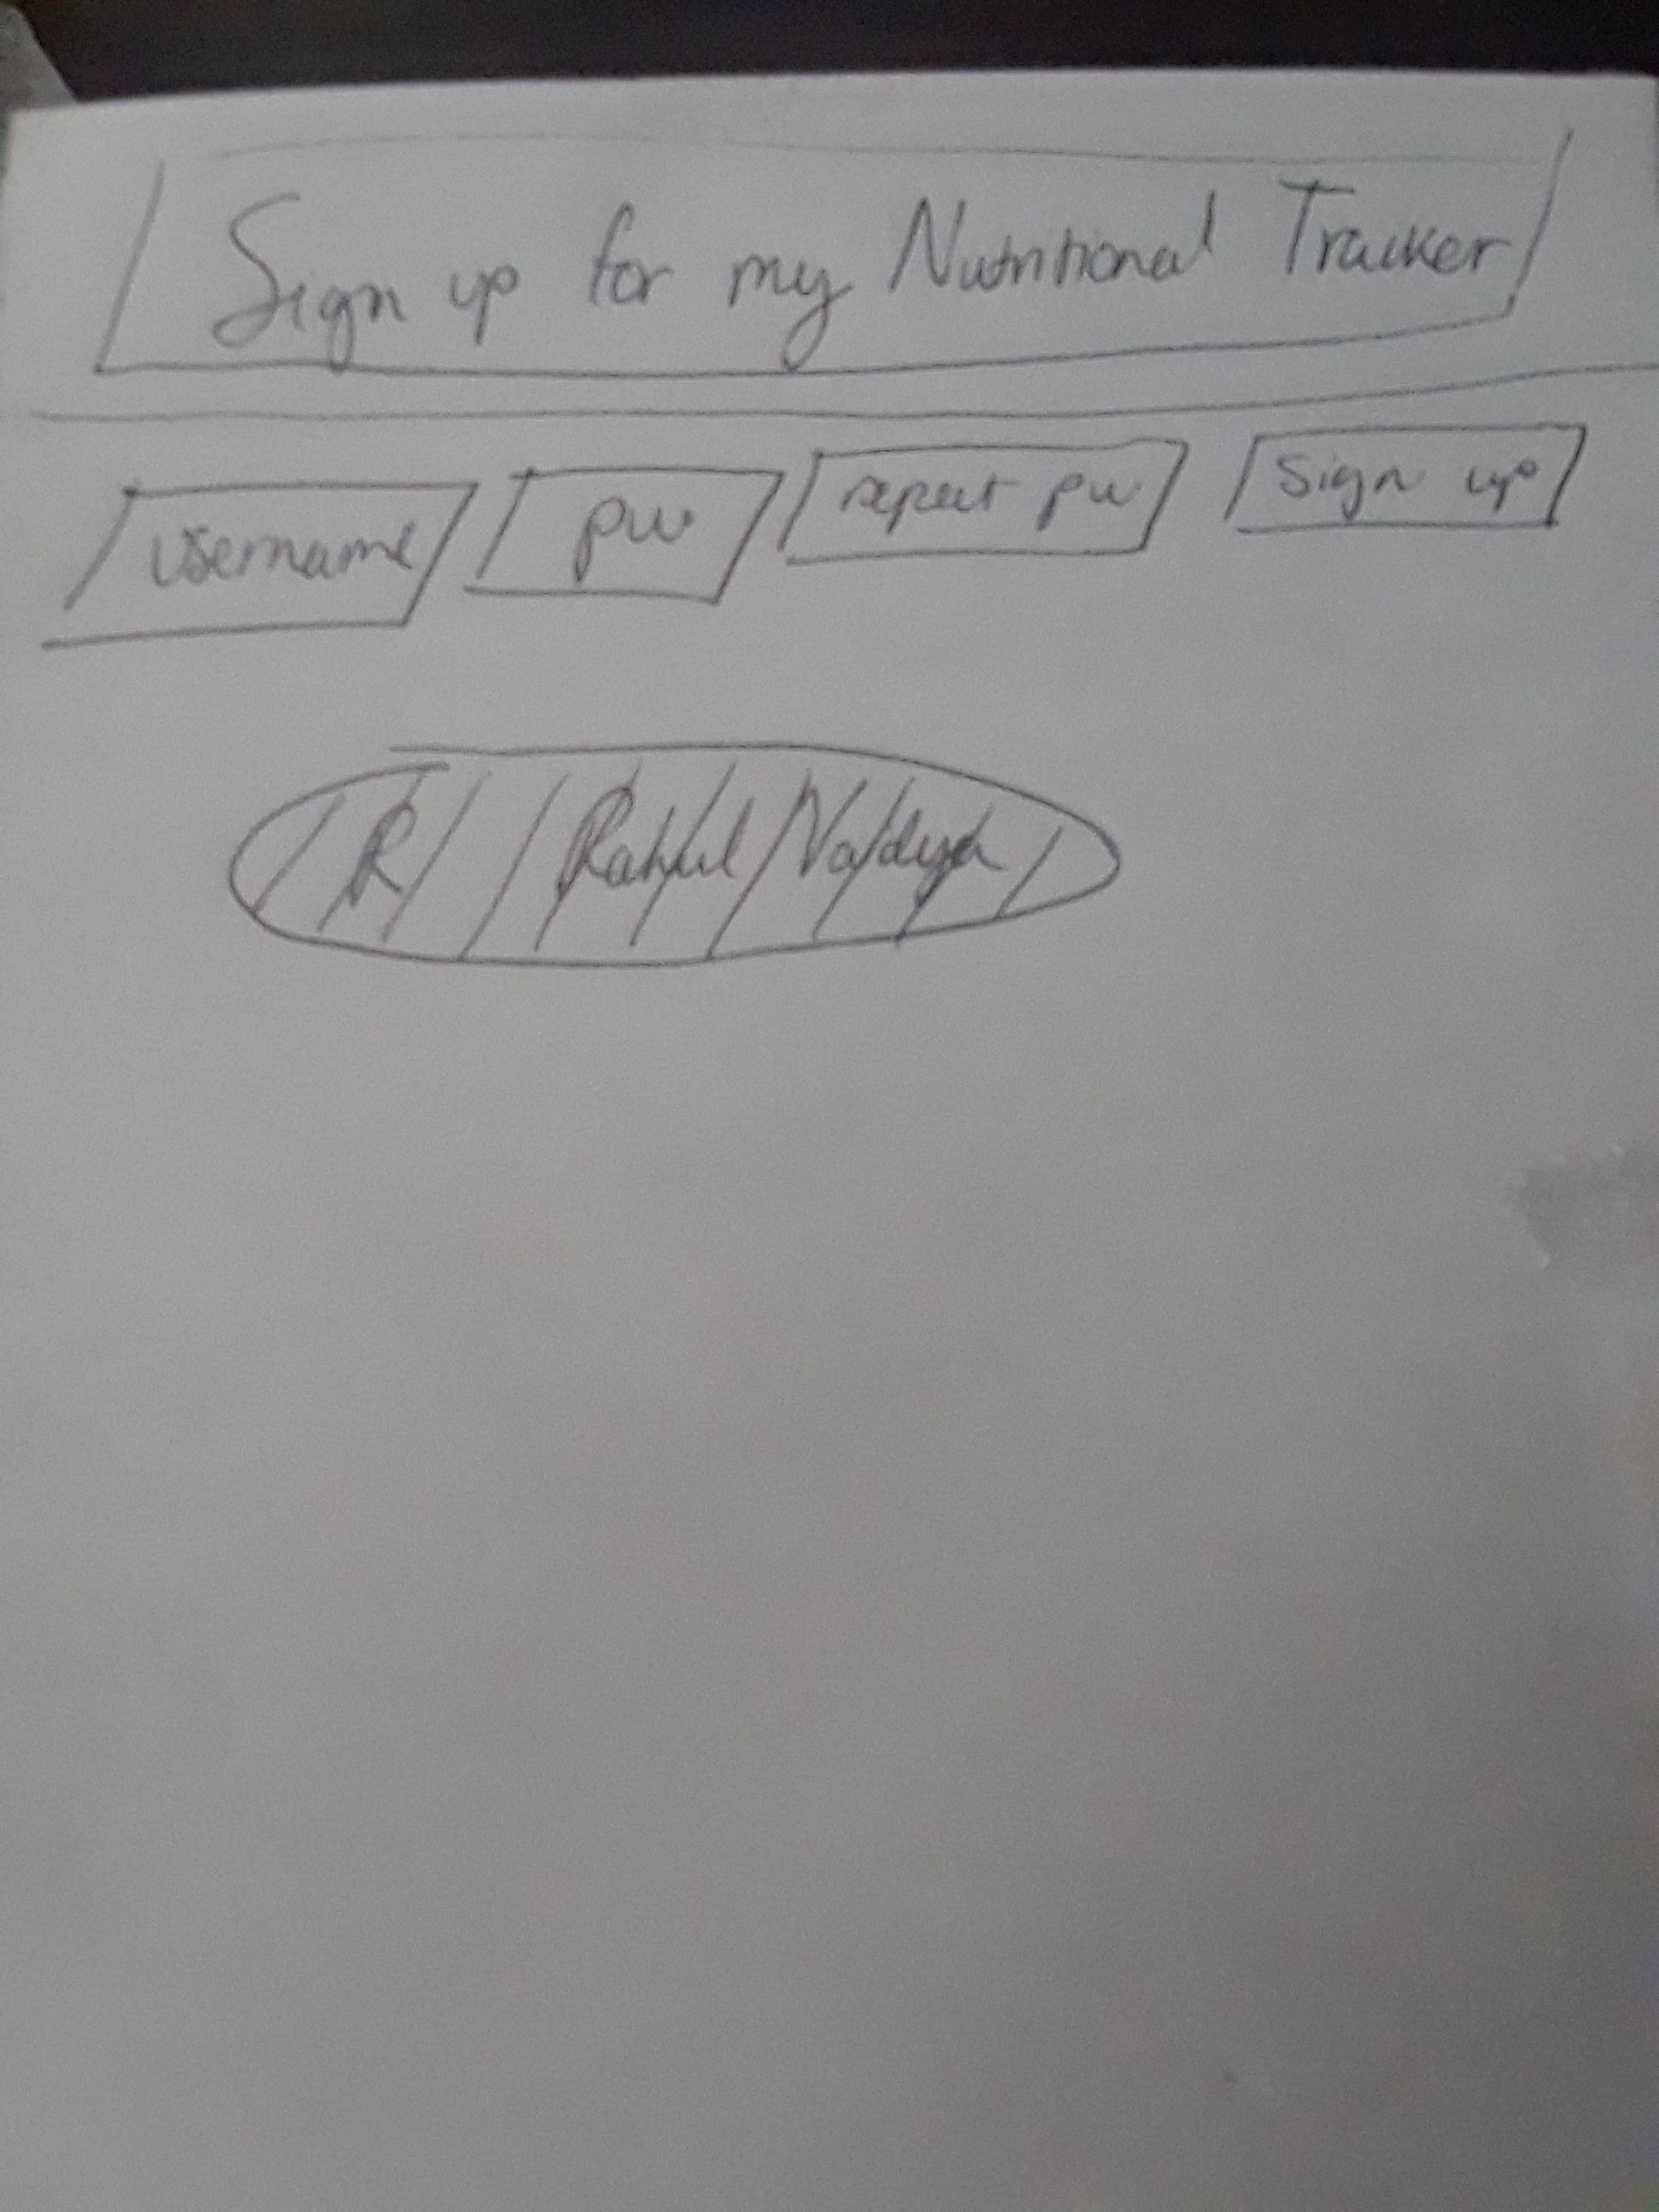 Sign up for my Nutritional Tracker
username pw repeat pw Sign up
R Rahul Vaidya